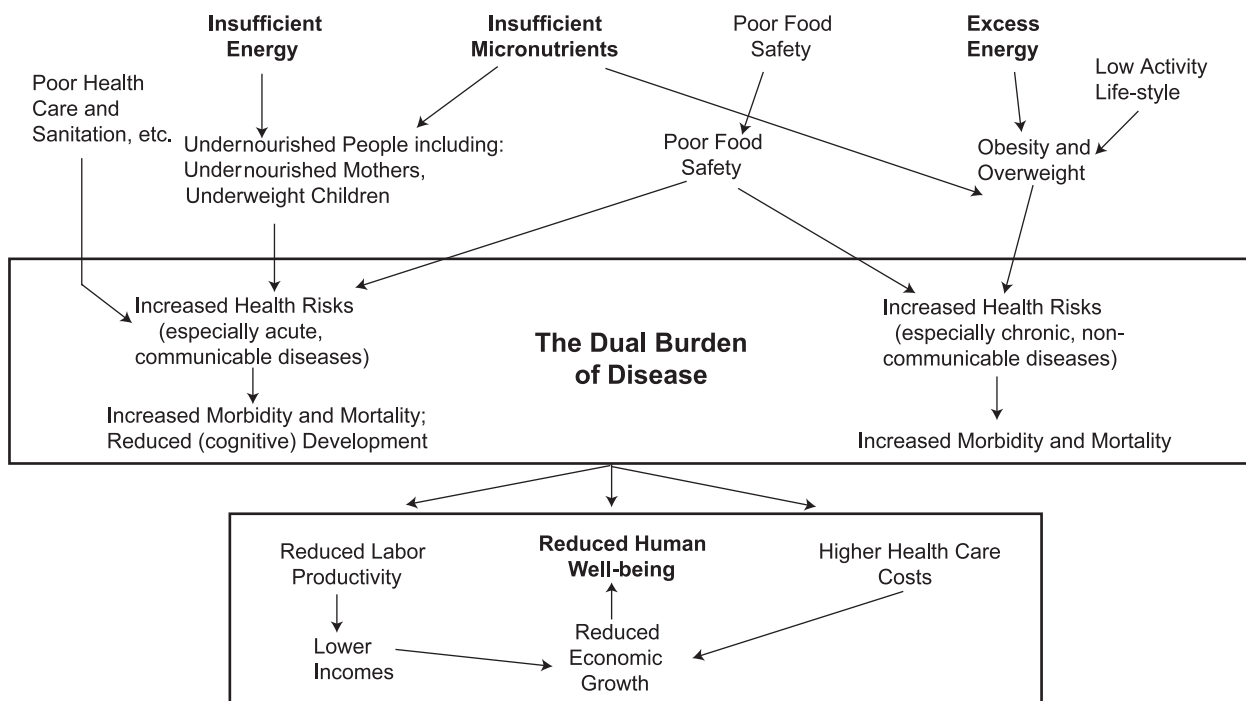 Insufficient
Energy
Insufficient
Micronutrients
Poor Food
Safety
Excess
Energy
Low Activity
Life-style
Poor Health
Care and
Sanitation, etc.
Undernourished People including:
Undernourished Mothers,
Underweight Children
Poor Food
Safety
Obesity and
Overweight
Increased Health Risks
(especially acute,
communicable diseases)
The Dual Burden
of Disease
Increased Health Risks
(especially chronic, non-
communicable diseases)
Increased Morbidity and Mortality;
Reduced (cognitive) Development
Increased Morbidity and Mortality
Reduced Labor
Productivity
Reduced Human
Well-being
Higher Health Care
Costs
Lower
Incomes
Reduced
Economic
Growth